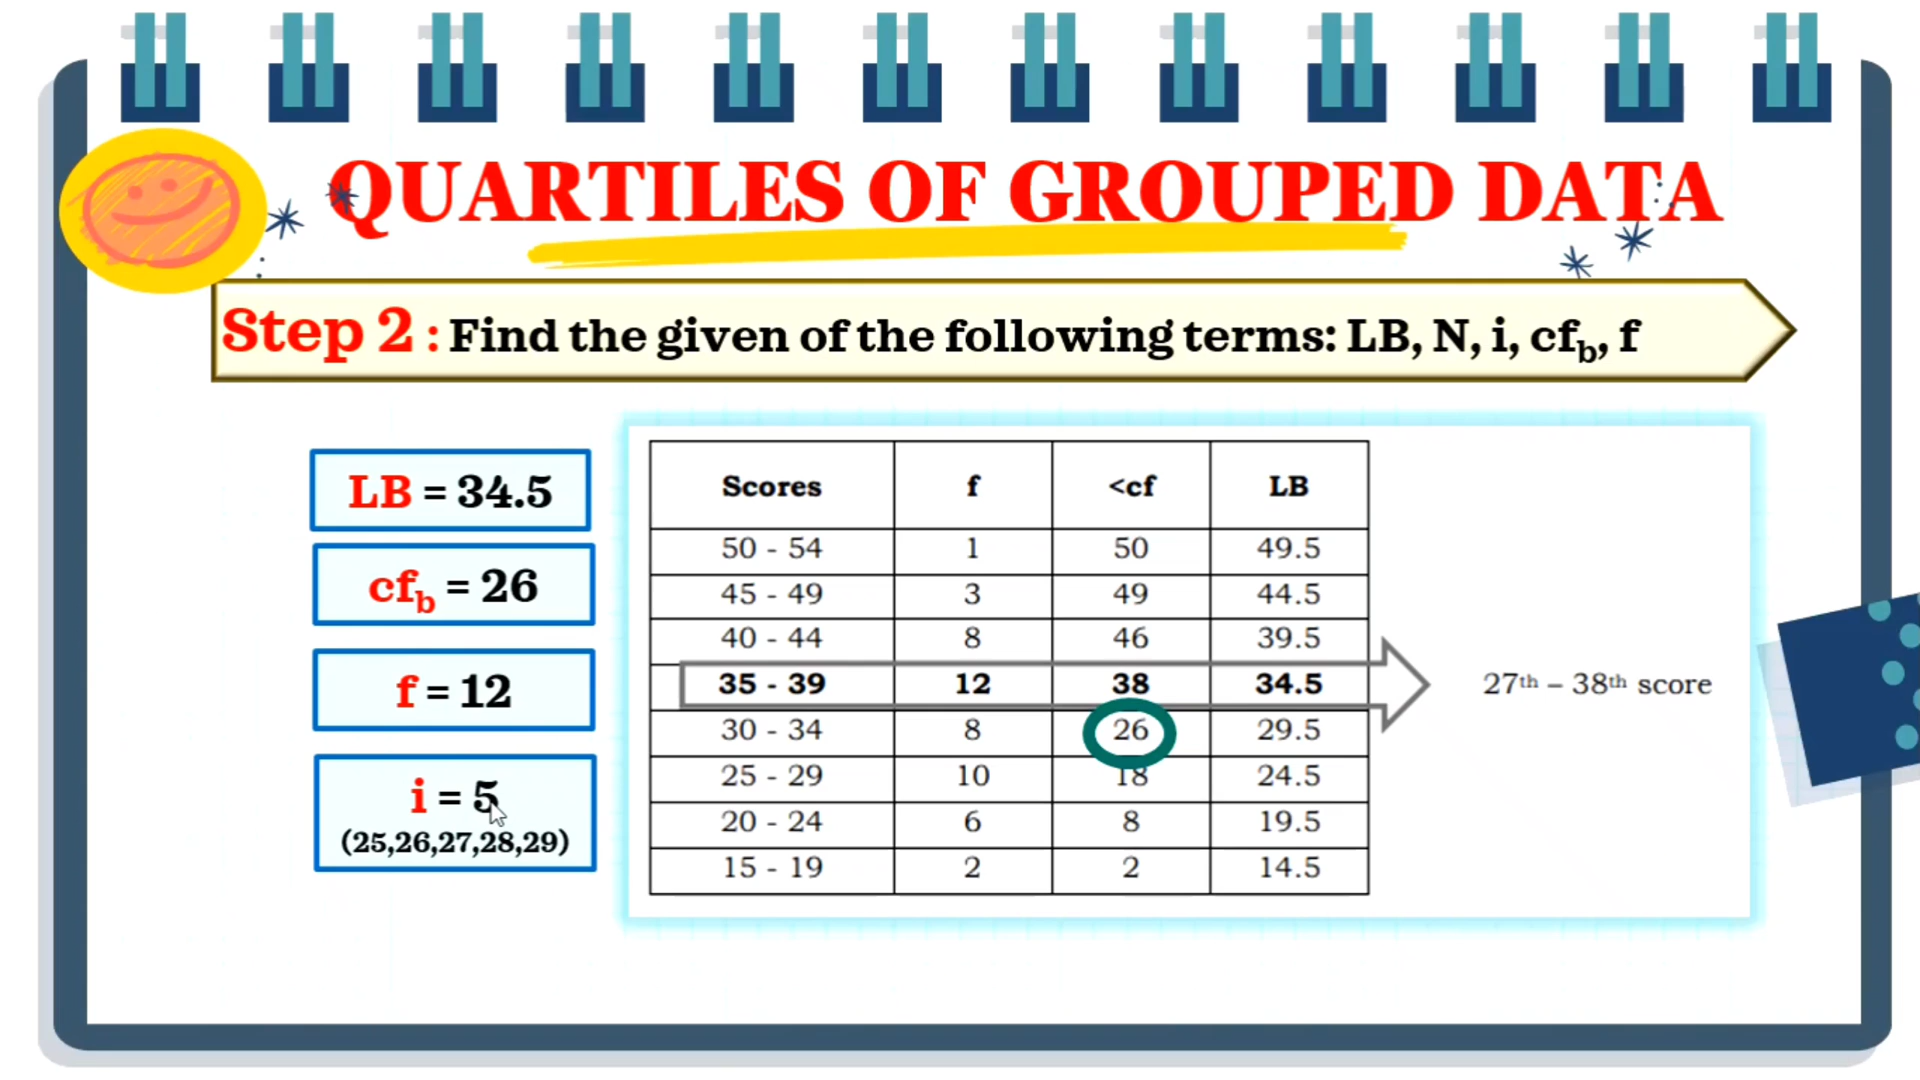 QUARTILES OF GROUPED DATA
Step 2 : Find the given of the following terms: LB, N, i, cfb, f
LB = 34.5
cfb = 26
f = 12
i = 5
(25,26,27,28,29)
Scores f <cf LB
50 - 54 1 50 49.5
45 - 49 3 49 44.5
40 - 44 8 46 39.5
35 - 39 12 38 34.5 27th – 38th score
30 - 34 8 26 29.5
25 - 29 10 18 24.5
20 - 24 6 8 19.5
15 - 19 2 2 14.5